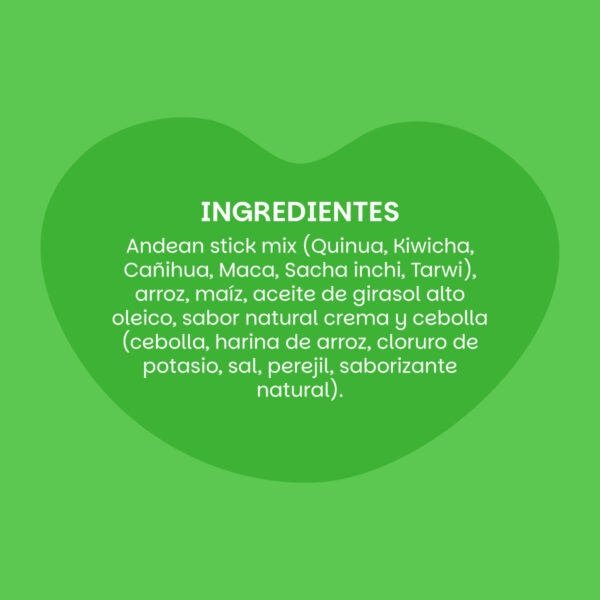 INGREDIENTES
Andean stick mix (Quinua, Kiwicha,
Cañihua, Maca, Sacha inchi, Tarwi),
arroz, maíz, aceite de girasol alto
oleico, sabor natural crema y cebolla
(cebolla, harina de arroz, cloruro de
potasio, sal, perejil, saborizante
natural).